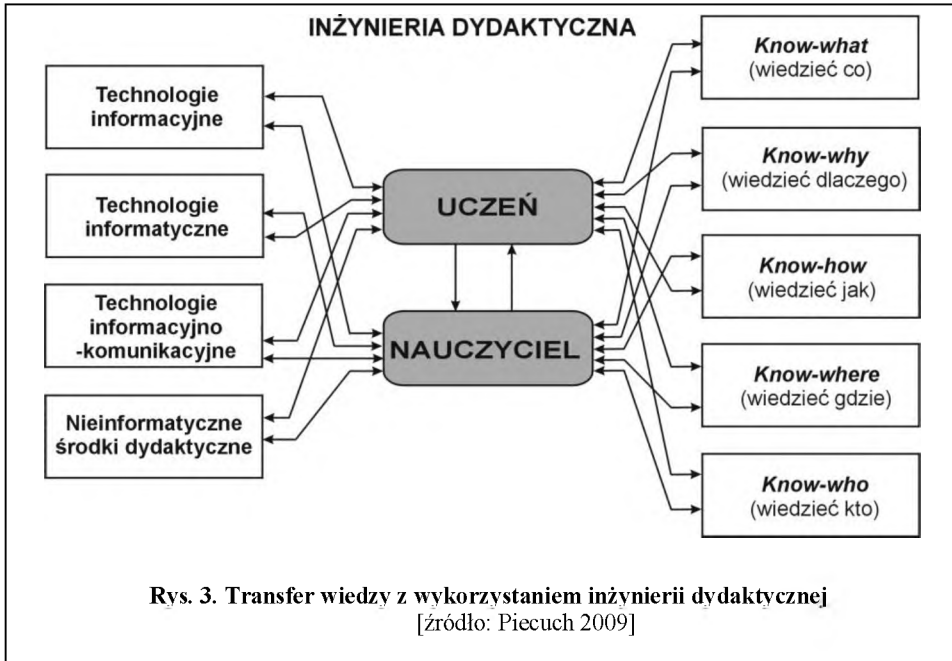 INŻYNIERIA DYDAKTYCZNA
Technologie
informacyjne
Technologie
informatyczne
Technologie
informacyjno
-komunikacyjne
Nieinformatyczne
środki dydaktyczne
UCZEŃ
NAUCZYCIEL
Know-what
(wiedzieć co)
Know-why
(wiedzieć dlaczego)
Know-how
(wiedzieć jak)
Know-where
(wiedzieć gdzie)
Know-who
(wiedzieć kto)
Rys. 3. Transfer wiedzy z wykorzystaniem inżynierii dydaktycznej
[źródło: Piecuch 2009]